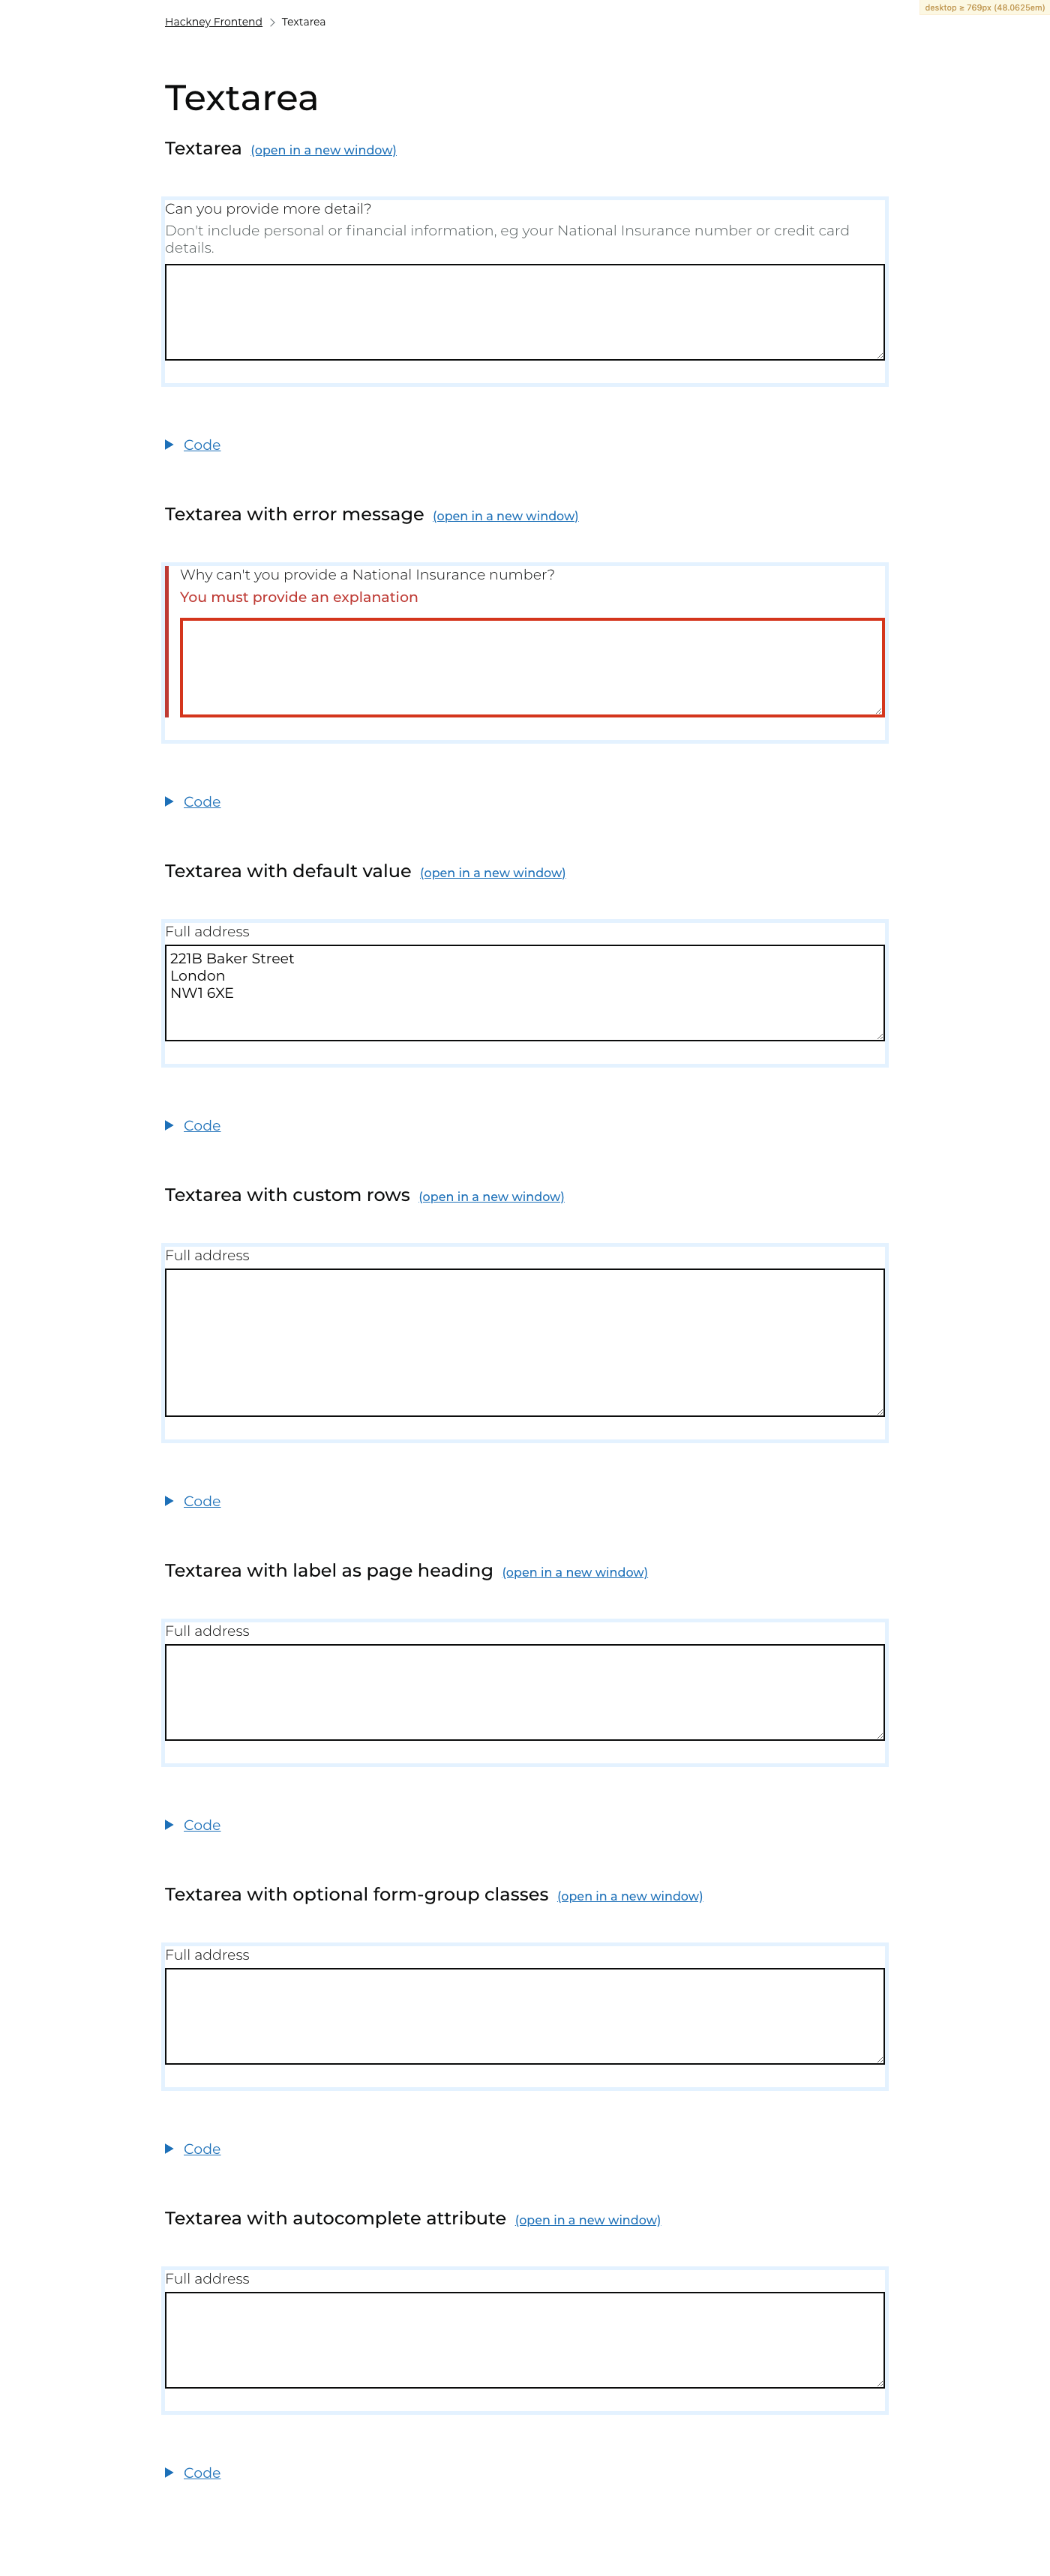 desktop ≥ 769px (48.0625em)
Hackney Frontend
Textarea
Textarea
Textarea (open in a new window)
Can you provide more detail?
Don't include personal or financial information, eg your National Insurance number or credit card
details.
Code
Textarea with error message (open in a new window)
Why can't you provide a National Insurance number?
You must provide an explanation
Code
Textarea with default value (open in a new window)
Full address
221B Baker Street
London
NW1 6XE
Code
Textarea with custom rows (open in a new window)
Full address
Code
Textarea with label as page heading (open in a new window)
Full address
Code
Textarea with optional form-group classes (open in a new window)
Full address
Code
Textarea with autocomplete attribute (open in a new window)
Full address
Code